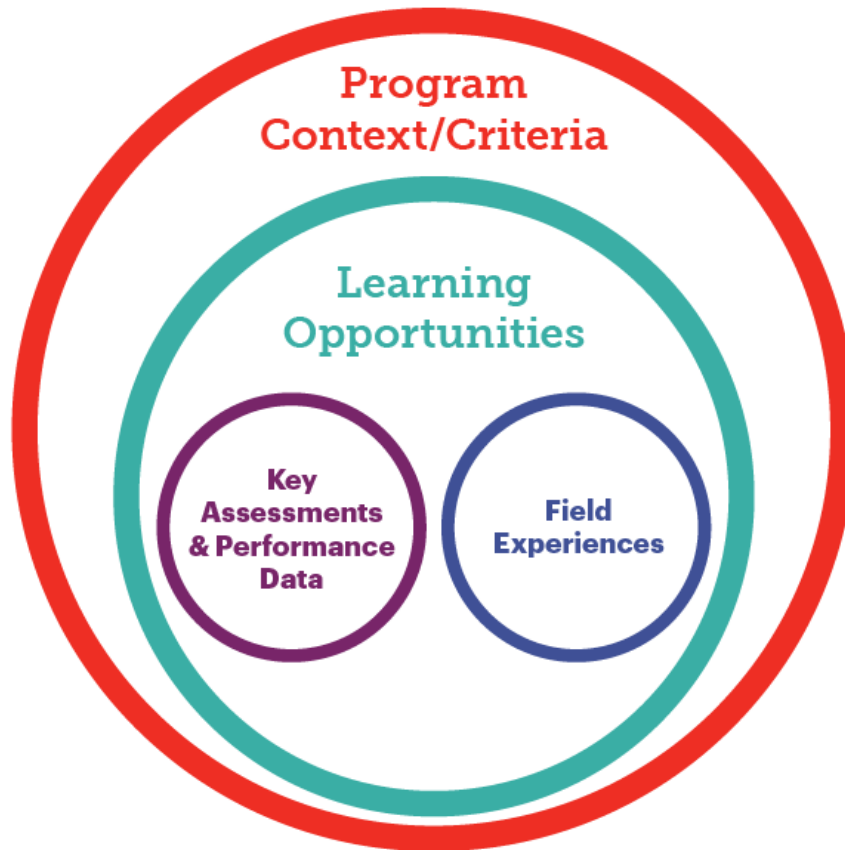 Program
Context/Criteria
Learning
Opportunities
Key
Assessments
& Performance
Data
Field
Experiences